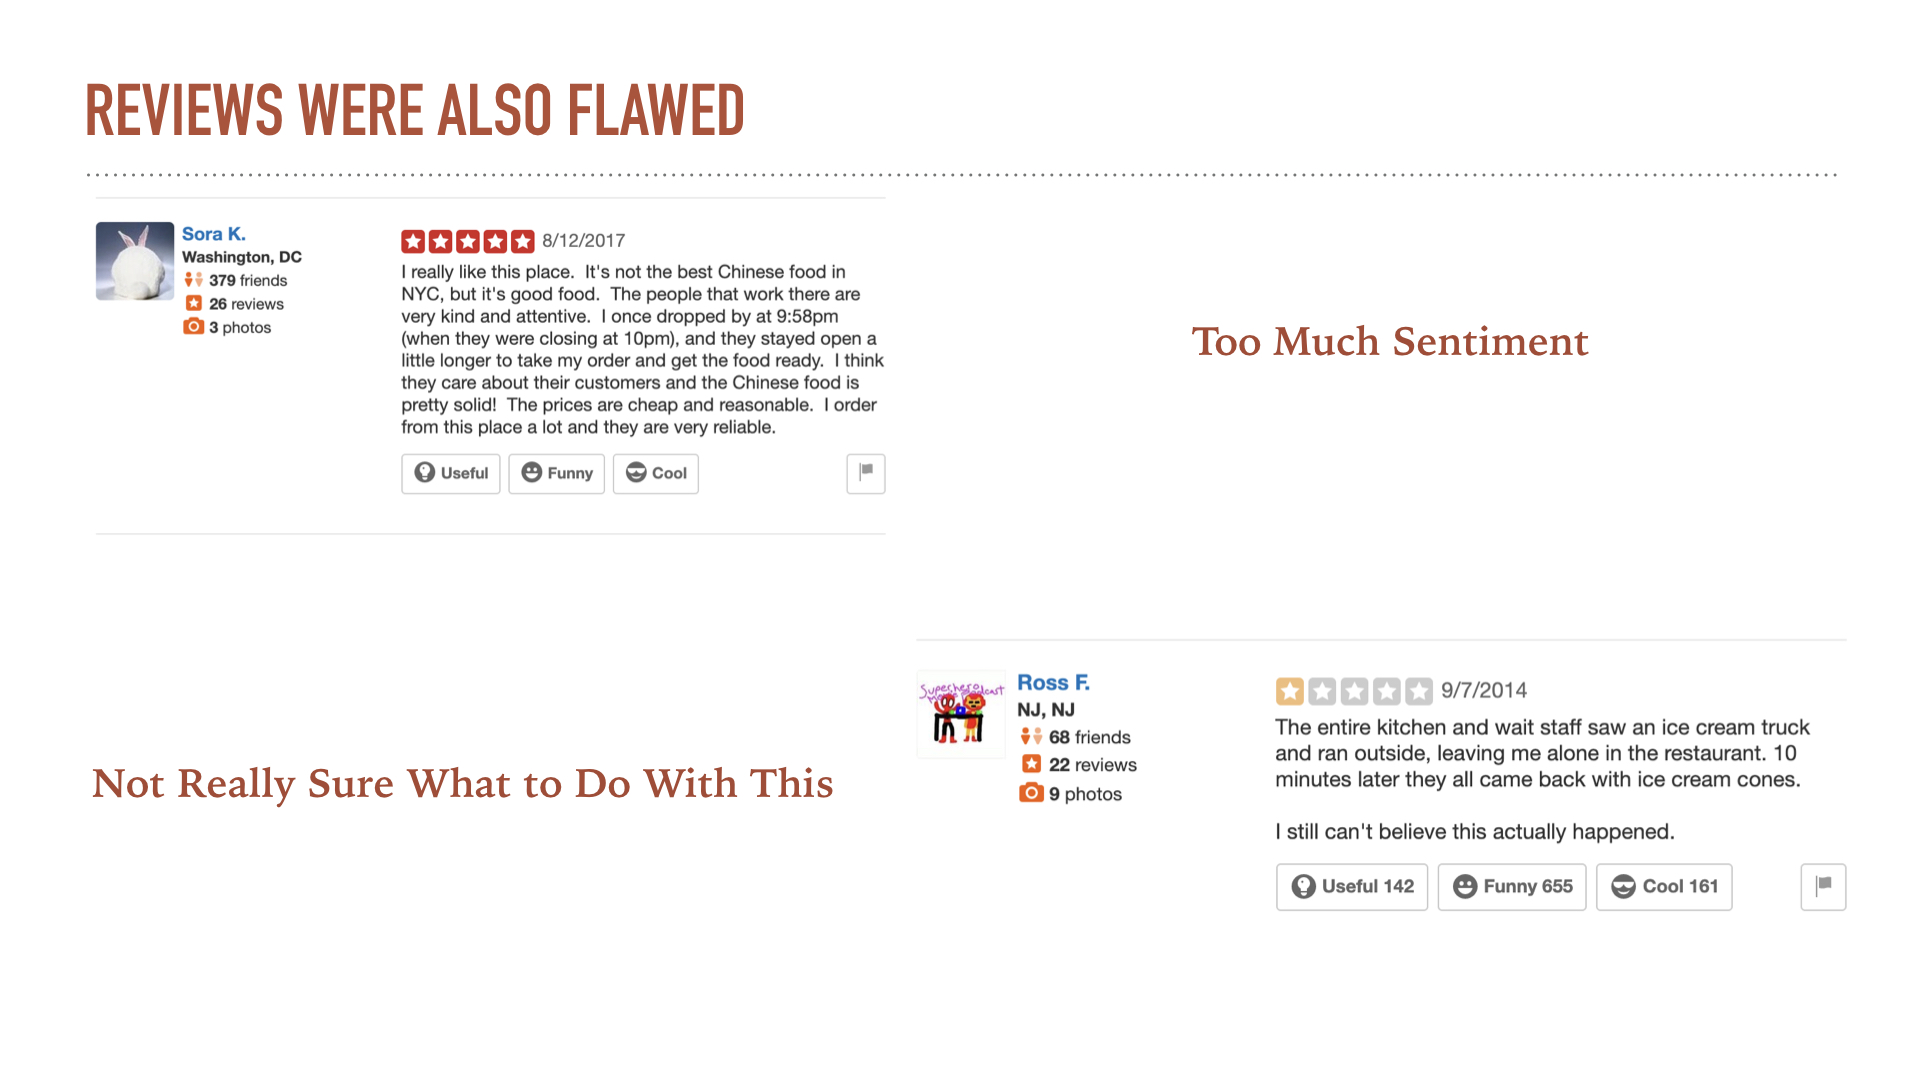 REVIEWS WERE ALSO FLAWED
Sora K.
Washington, DC
379 friends
26 reviews
3 photos
8/12/2017
I really like this place.  It's not the best Chinese food in
NYC, but it's good food.  The people that work there are
very kind and attentive.  I once dropped by at 9:58pm
(when they were closing at 10pm), and they stayed open a
little longer to take my order and get the food ready.  I think
they care about their customers and the Chinese food is
pretty solid!  The prices are cheap and reasonable.  I order
from this place a lot and they are very reliable.
Useful
Funny
Cool
Too Much Sentiment
Not Really Sure What to Do With This
Superhero
Movie Podcast
Ross F.
NJ, NJ
68 friends
22 reviews
9 photos
9/7/2014
The entire kitchen and wait staff saw an ice cream truck
and ran outside, leaving me alone in the restaurant. 10
minutes later they all came back with ice cream cones.
I still can't believe this actually happened.
Useful 142
Funny 655
Cool 161